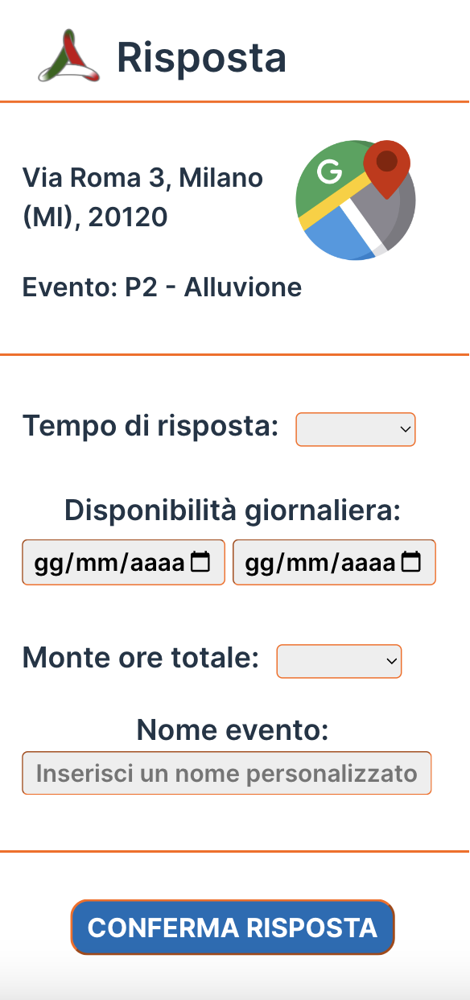 Risposta
Via Roma 3, Milano
(MI), 20120
G
Evento: P2 - Alluvione
Tempo di risposta:
Disponibilità giornaliera:
gg/mm/aaaa gg/mm/aaaa
Monte ore totale:
Nome evento:
Inserisci un nome personalizzato
CONFERMA RISPOSTA